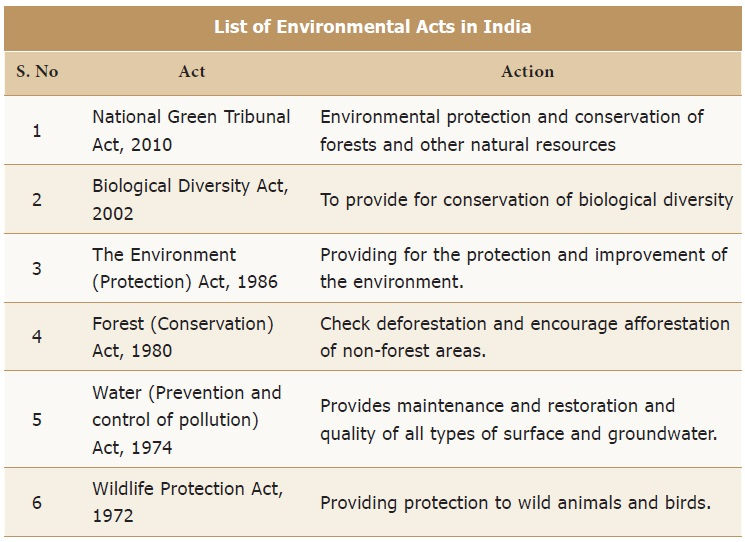 List of Environmental Acts in India
S. No Act Action
1 National Green Tribunal Act, 2010 Environmental protection and conservation of forests and other natural resources
2 Biological Diversity Act, 2002 To provide for conservation of biological diversity
3 The Environment (Protection) Act, 1986 Providing for the protection and improvement of the environment.
4 Forest (Conservation) Act, 1980 Check deforestation and encourage afforestation of non-forest areas.
5 Water (Prevention and control of pollution) Act, 1974 Provides maintenance and restoration and quality of all types of surface and groundwater.
6 Wildlife Protection Act, 1972 Providing protection to wild animals and birds.